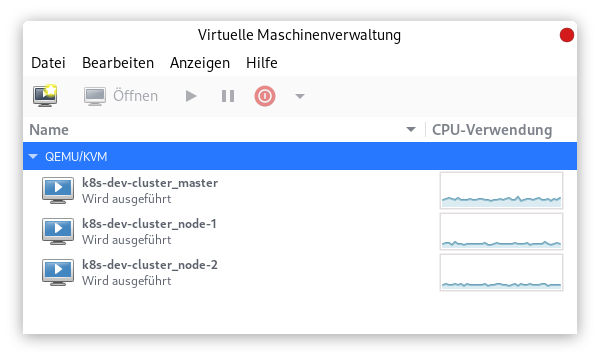 Virtuelle Maschinenverwaltung
Datei Bearbeiten Anzeigen Hilfe
Öffnen
Name CPU-Verwendung
QEMU/KVM
k8s-dev-cluster_master
Wird ausgeführt
k8s-dev-cluster_node-1
Wird ausgeführt
k8s-dev-cluster_node-2
Wird ausgeführt